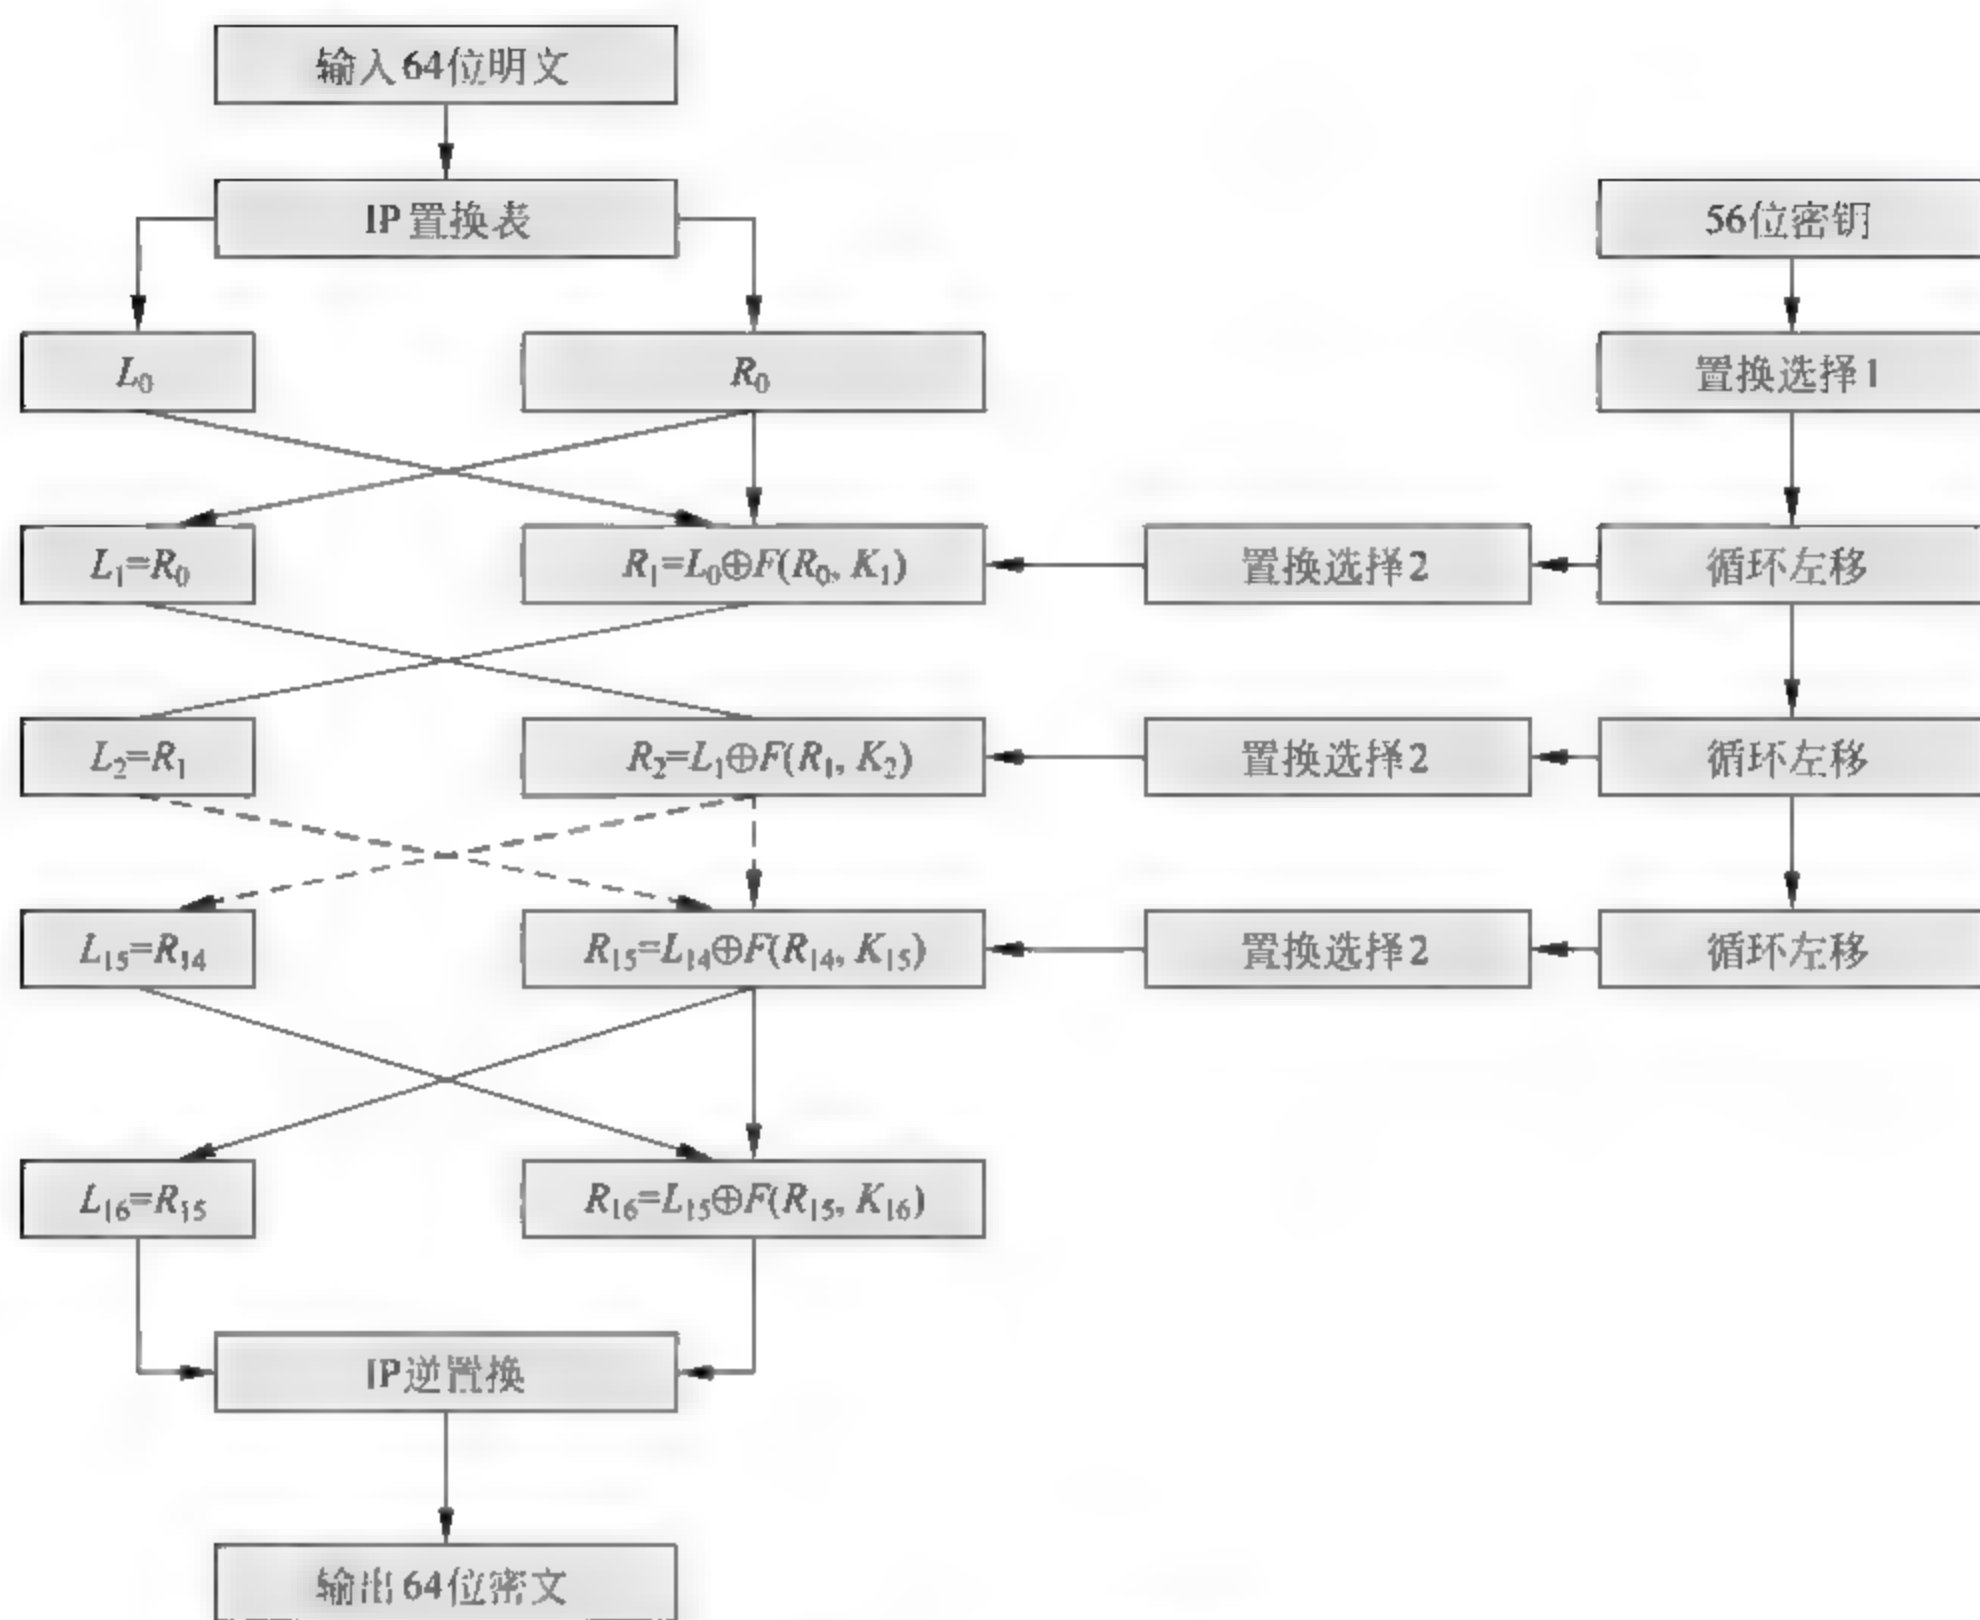 输入64位明文
IP置换表
56位密钥
L₀
R₀
置换选择1
L₁=R₀
R₁=L₀⊕F(R₀, K₁)
置换选择2
循环左移
L₂=R₁
R₂=L₁⊕F(R₁, K₂)
置换选择2
循环左移
L₁₅=R₁₄
R₁₅=L₁₄⊕F(R₁₄, K₁₅)
置换选择2
循环左移
L₁₆=R₁₅
R₁₆=L₁₅⊕F(R₁₅, K₁₆)
IP逆置换
输出64位密文